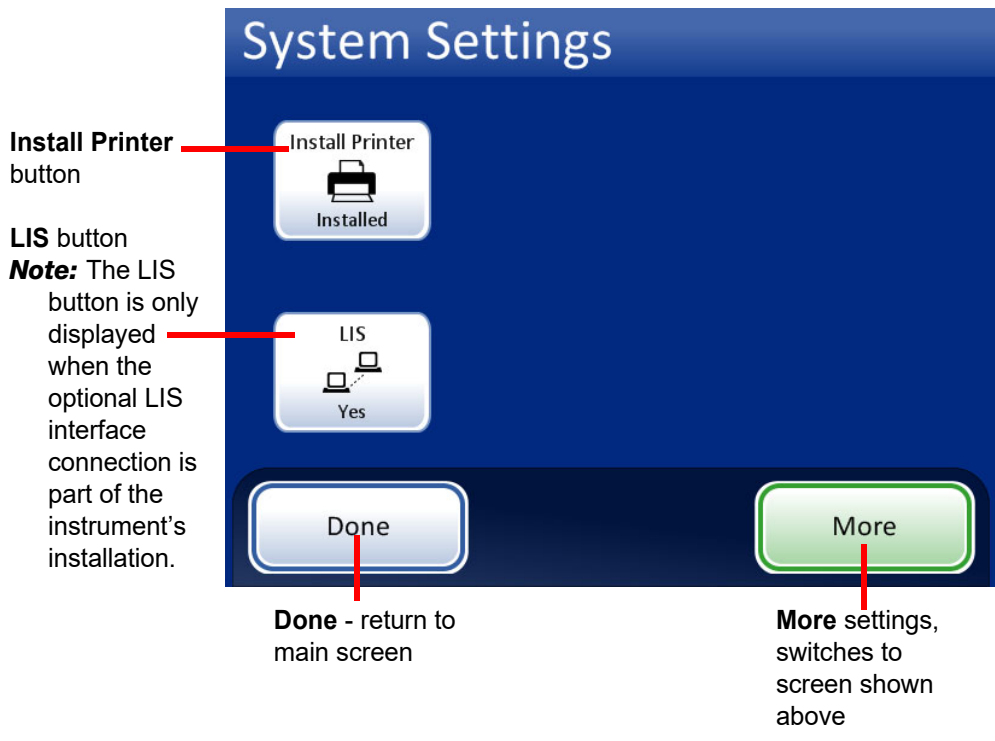 System Settings
Install Printer
button
LIS button
Note: The LIS
button is only
displayed
when the
optional LIS
interface
connection is
part of the
instrument’s
installation.
Install Printer
Installed
LIS
Yes
Done
More
Done - return to
main screen
More settings,
switches to
screen shown
above